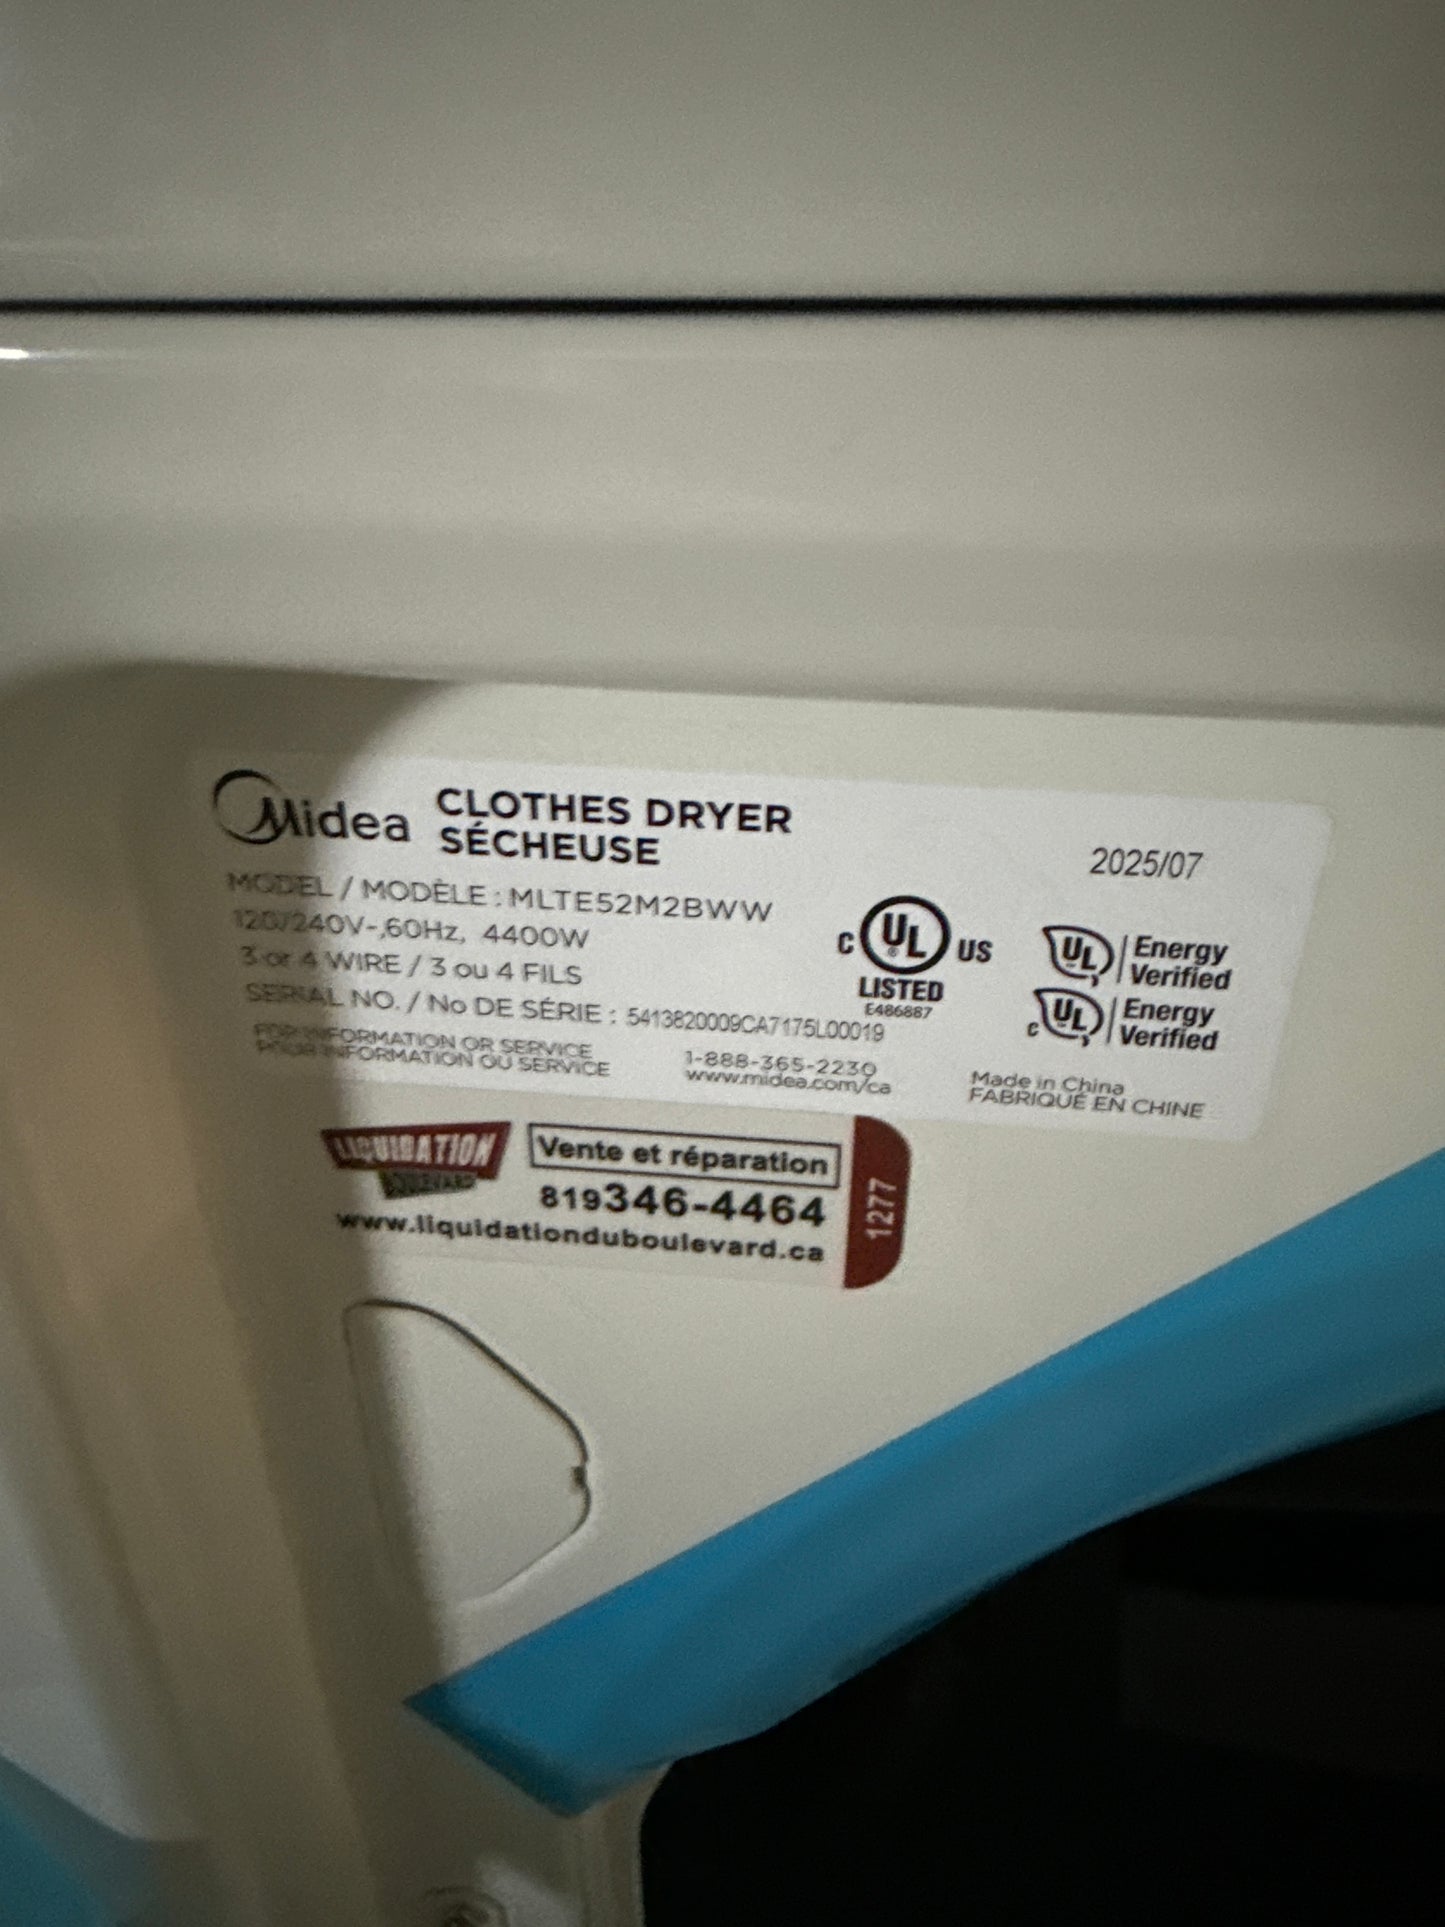 Midea
CLOTHES DRYER
SÉCHEUSE
2025/07
MODEL / MODÈLE : MLTE52M2BWW
120/240V~,60Hz, 4400W
3 or 4 WIRE / 3 ou 4 FILS
SERIAL NO. / No DE SÉRIE : 5413820009CA7175L00019
C UL US
LISTED
E486887
UL Energy
Verified
c UL Energy
Verified
FOR INFORMATION OR SERVICE
POUR INFORMATION OU SERVICE
1-888-365-2230
www.midea.com/ca
Made in China
FABRIQUÉ EN CHINE
LIQUIDATION
BOULEVARD
Vente et réparation
819 346-4464
www.liquidationduboulevard.ca
1277